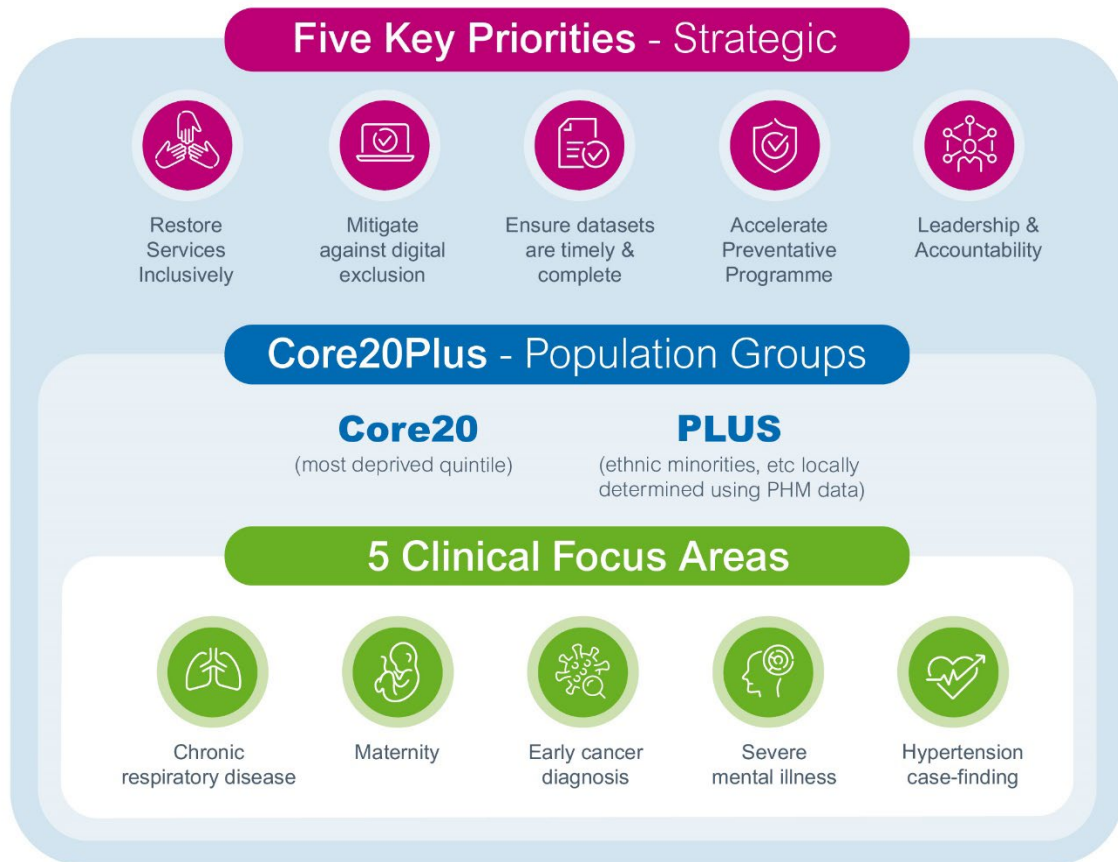 Five Key Priorities - Strategic
Restore
Services
Inclusively
Mitigate
against digital
exclusion
Ensure datasets
are timely &
complete
Accelerate
Preventative
Programme
Leadership &
Accountability
Core20Plus - Population Groups
Core20
(most deprived quintile)
PLUS
(ethnic minorities, etc locally
determined using PHM data)
5 Clinical Focus Areas
Chronic
respiratory disease
Maternity
Early cancer
diagnosis
Severe
mental illness
Hypertension
case-finding